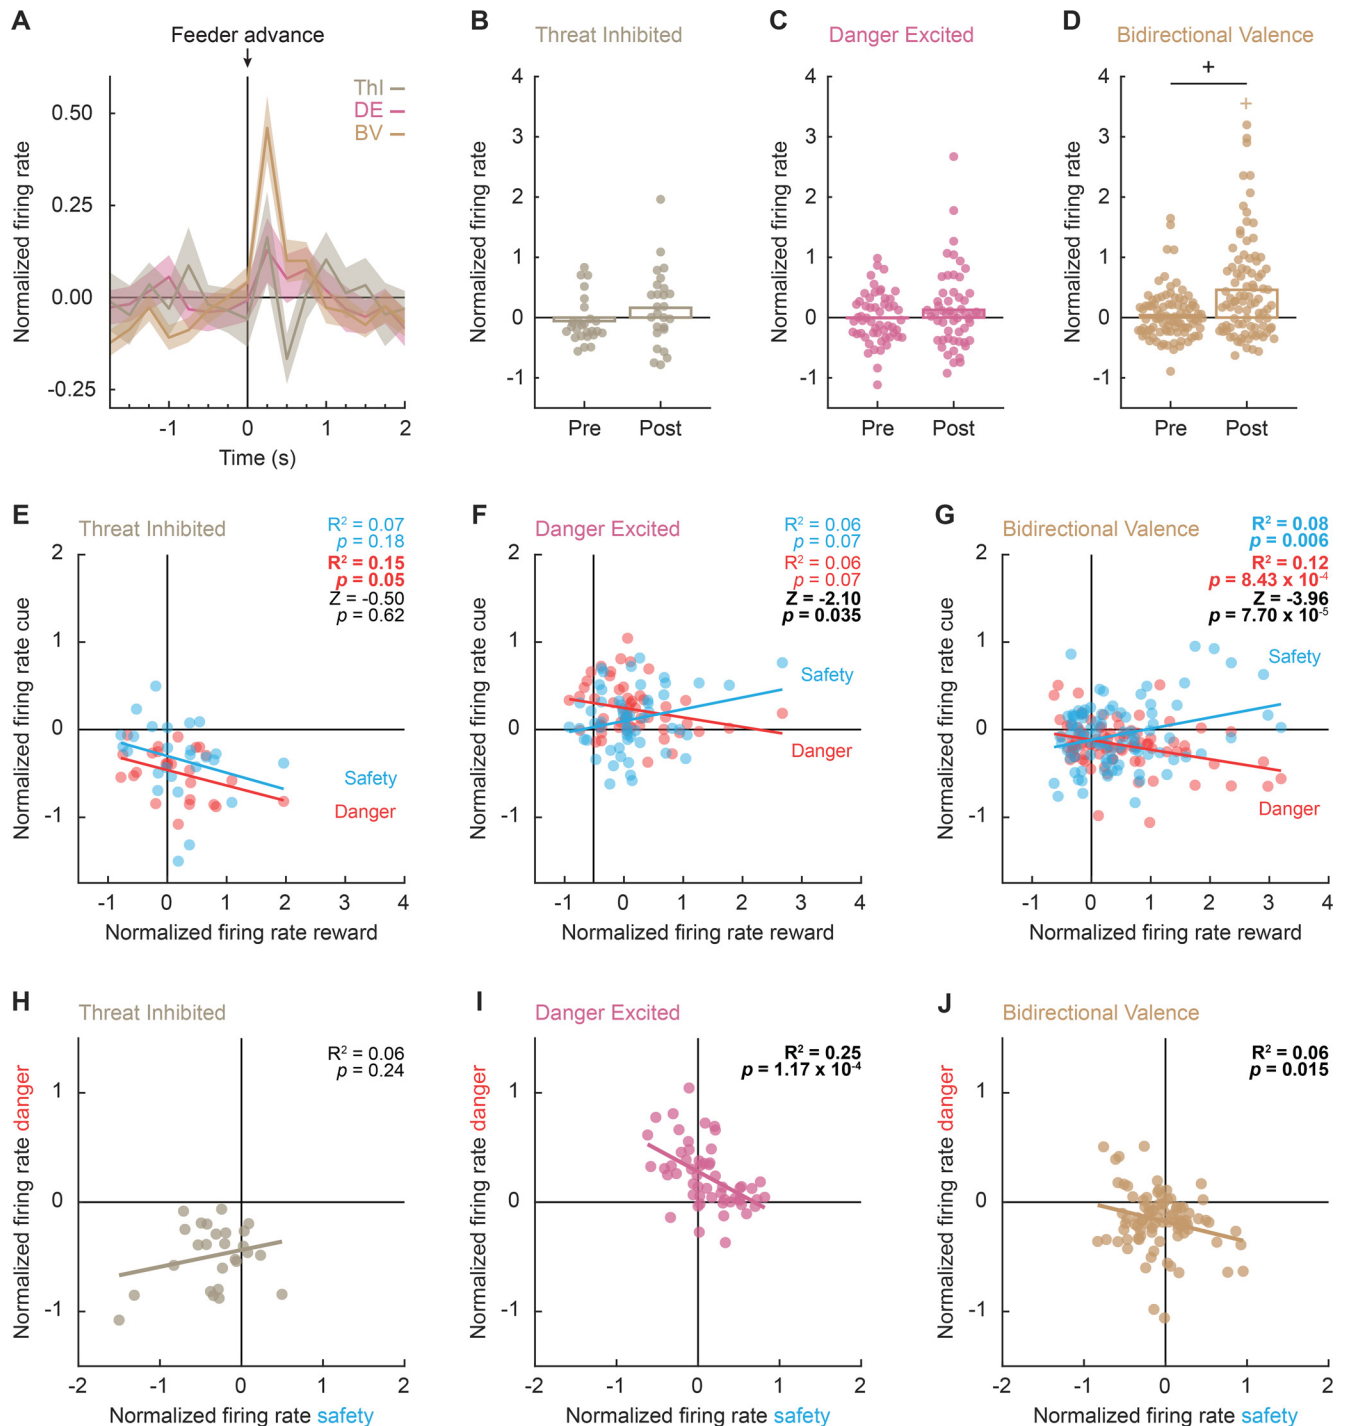 A
Feeder advance
ThI
DE
BV
Normalized firing rate
0.50
0.25
0.00
-0.25
-1 0 1 2
Time (s)
B
Threat Inhibited
Normalized firing rate
4
3
2
1
0
-1
Pre Post
C
Danger Excited
Normalized firing rate
4
3
2
1
0
-1
Pre Post
D
Bidirectional Valence
+
+
Normalized firing rate
4
3
2
1
0
-1
Pre Post
E
Threat Inhibited
R² = 0.07
p = 0.18
R² = 0.15
p = 0.05
Z = -0.50
p = 0.62
Normalized firing rate cue
2
1
0
-1
Safety
Danger
-1 0 1 2 3 4
Normalized firing rate reward
F
Danger Excited
R² = 0.06
p = 0.07
R² = 0.06
p = 0.07
Z = -2.10
p = 0.035
Normalized firing rate cue
2
1
0
-1
Safety
Danger
-1 0 1 2 3 4
Normalized firing rate reward
G
Bidirectional Valence
R² = 0.08
p = 0.006
R² = 0.12
p = 8.43 x 10⁻⁴
Z = -3.96
p = 7.70 x 10⁻⁵
Normalized firing rate cue
2
1
0
-1
Safety
Danger
-1 0 1 2 3 4
Normalized firing rate reward
H
Threat Inhibited
R² = 0.06
p = 0.24
Normalized firing rate danger
1
0
-1
-2 -1 0 1 2
Normalized firing rate safety
I
Danger Excited
R² = 0.25
p = 1.17 x 10⁻⁴
Normalized firing rate danger
1
0
-1
-2 -1 0 1 2
Normalized firing rate safety
J
Bidirectional Valence
R² = 0.06
p = 0.015
Normalized firing rate danger
1
0
-1
-2 -1 0 1 2
Normalized firing rate safety